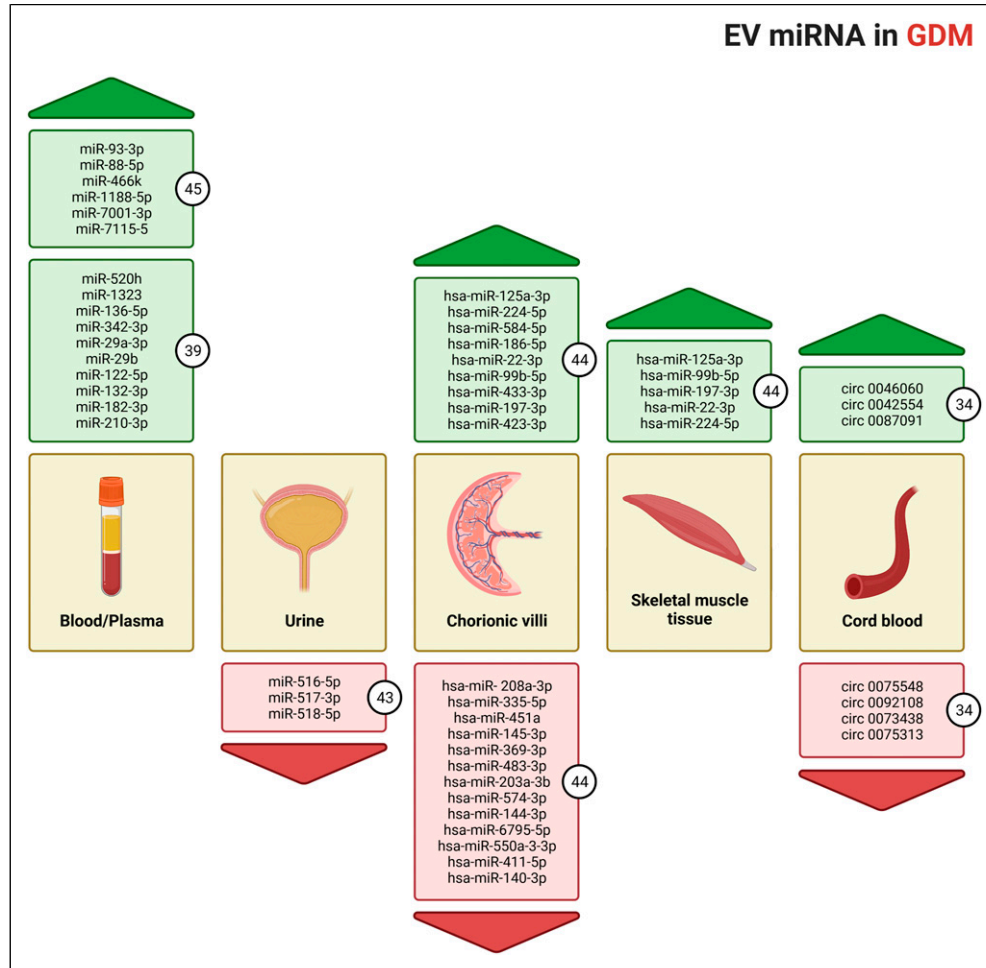 EV miRNA in GDM
miR-93-3p
miR-88-5p
miR-466k
miR-1188-5p
miR-7001-3p
miR-7115-5
45
miR-520h
miR-1323
miR-136-5p
miR-342-3p
miR-29a-3p
miR-29b
miR-122-5p
miR-132-3p
miR-182-3p
miR-210-3p
39
Blood/Plasma
Urine
miR-516-5p
miR-517-3p
miR-518-5p
43
hsa-miR-125a-3p
hsa-miR-224-5p
hsa-miR-584-5p
hsa-miR-186-5p
hsa-miR-22-3p
hsa-miR-99b-5p
hsa-miR-433-3p
hsa-miR-197-3p
hsa-miR-423-3p
44
Chorionic villi
hsa-miR- 208a-3p
hsa-miR-335-5p
hsa-miR-451a
hsa-miR-145-3p
hsa-miR-369-3p
hsa-miR-483-3p
hsa-miR-203a-3b
hsa-miR-574-3p
hsa-miR-144-3p
hsa-miR-6795-5p
hsa-miR-550a-3-3p
hsa-miR-411-5p
hsa-miR-140-3p
44
hsa-miR-125a-3p
hsa-miR-99b-5p
hsa-miR-197-3p
hsa-miR-22-3p
hsa-miR-224-5p
44
Skeletal muscle
tissue
circ 0046060
circ 0042554
circ 0087091
34
Cord blood
circ 0075548
circ 0092108
circ 0073438
circ 0075313
34